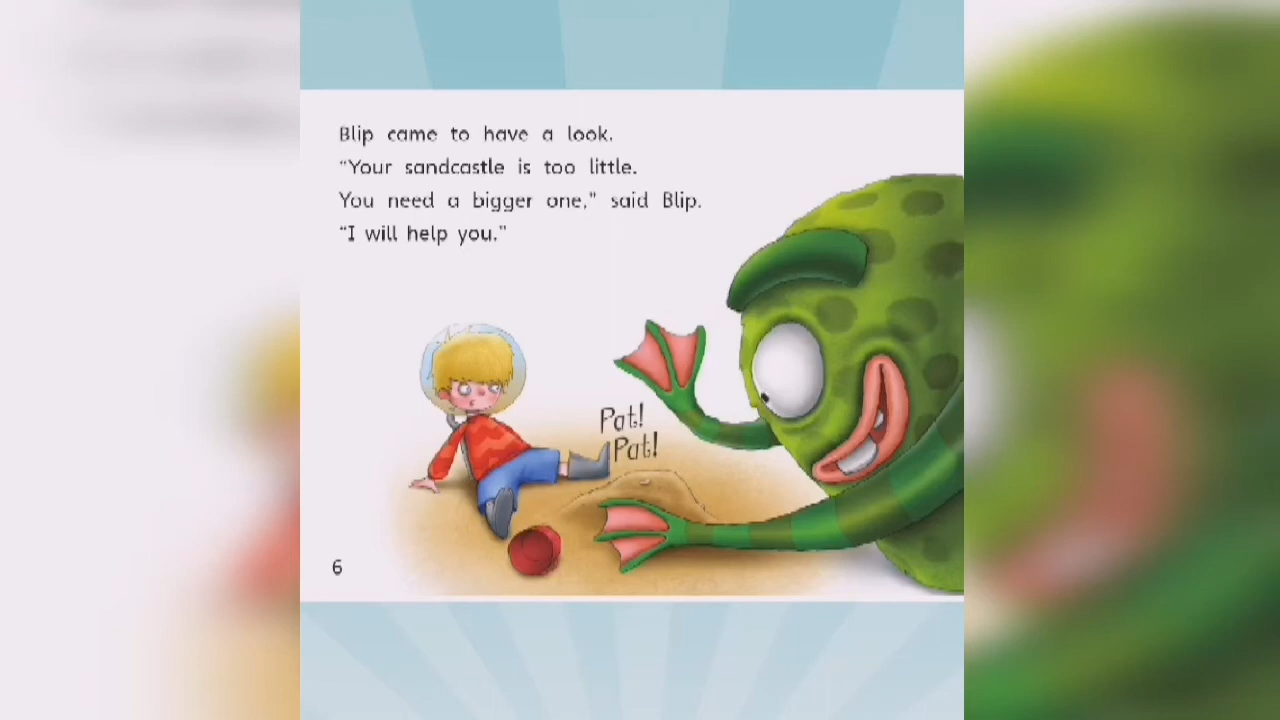 Blip came to have a look.
“Your sandcastle is too little.
You need a bigger one,” said Blip.
“I will help you.”
Pat!
Pat!
6